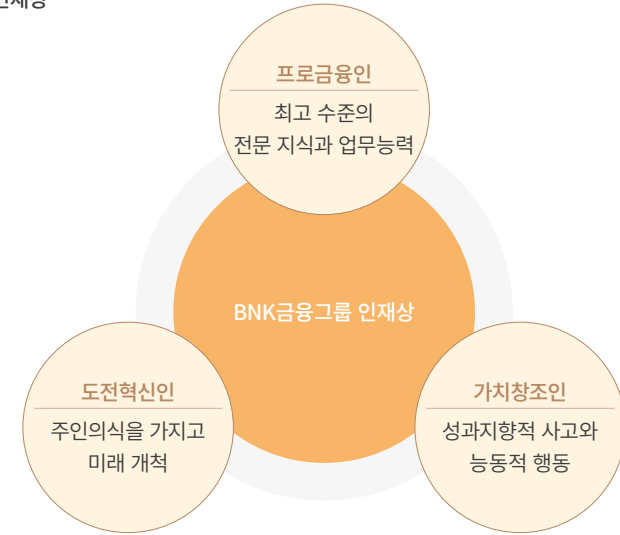 인재상
프로금융인
최고 수준의
전문 지식과 업무능력
BNK금융그룹 인재상
도전혁신인
주인의식을 가지고
미래 개척
가치창조인
성과지향적 사고와
능동적 행동